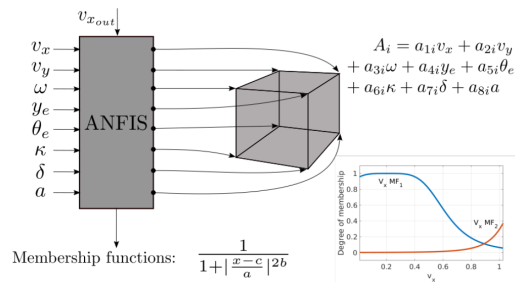 v_{x_{out}}
v_x
v_y
ω
y_e
θ_e
κ
δ
a
ANFIS
A_i = a_{1i}v_x + a_{2i}v_y
+ a_{3i}ω + a_{4i}y_e + a_{5i}θ_e
+ a_{6i}κ + a_{7i}δ + a_{8i}a
Membership functions: \frac{1}{1+|\frac{x-c}{a}|^{2b}}
Degree of membership
1
0.8
0.6
0.4
0.2
0
V_x MF_1
V_x MF_2
0.2 0.4 0.6 0.8 1
v_x